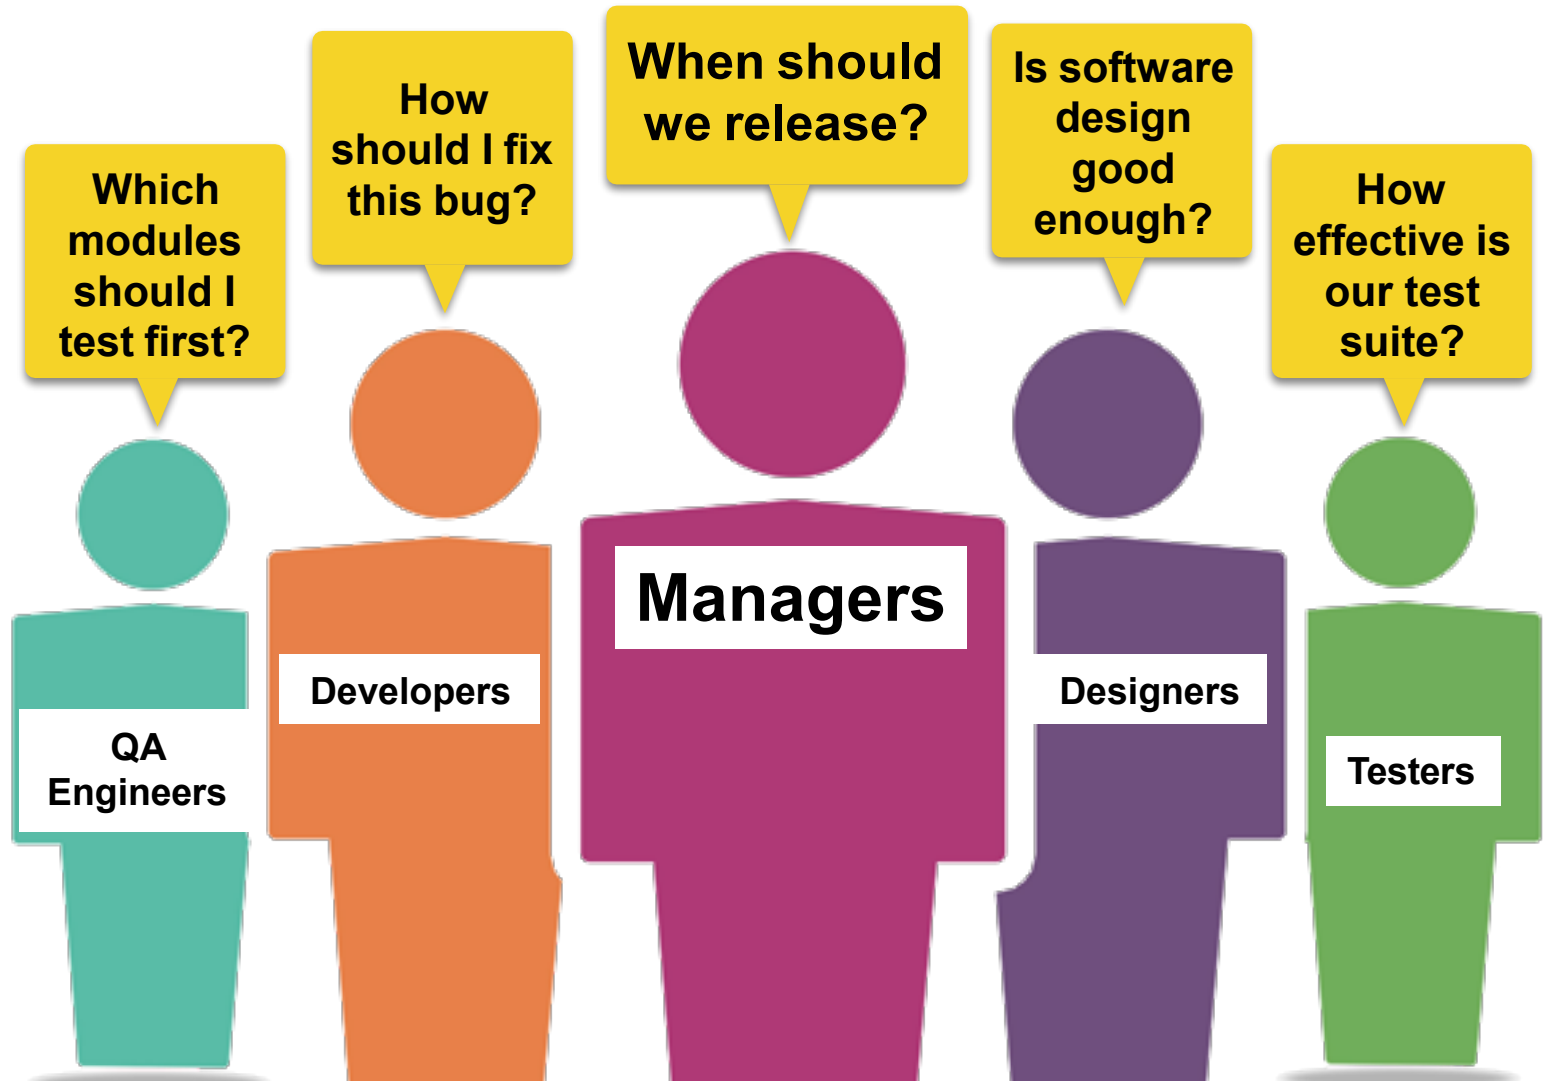 Which
modules
should I
test first?
How
should I fix
this bug?
When should
we release?
Is software
design
good
enough?
How
effective is
our test
suite?
QA
Engineers
Developers
Managers
Designers
Testers